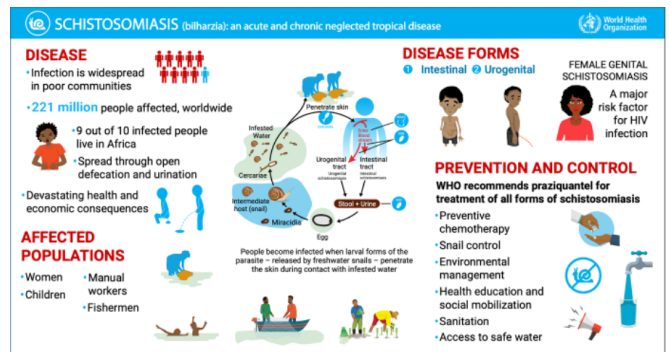 SCHISTOSOMIASIS (bilharzia): an acute and chronic neglected tropical disease
World Health
Organization
DISEASE
•Infection is widespread
in poor communities
•221 million people affected, worldwide
•9 out of 10 infected people
live in Africa
•Spread through open
defecation and urination
•Devastating health and
economic consequences
AFFECTED
POPULATIONS
•Women
•Children
•Manual
workers
•Fishermen
Penetrate skin
Infested
Water
Cercariae
Intermediate
host (snail)
Miracidia
Egg
Stool + Urine
Urogenital
tract
Urogenital
schistosomiasis
Intestinal
tract
Intestinal
schistosomiasis
People become infected when larval forms of the
parasite – released by freshwater snails – penetrate
the skin during contact with infested water
DISEASE FORMS
1 Intestinal 2 Urogenital
FEMALE GENITAL
SCHISTOSOMIASIS
A major
risk factor
for HIV
infection
PREVENTION AND CONTROL
WHO recommends praziquantel for
treatment of all forms of schistosomiasis
•Preventive
chemotherapy
•Snail control
•Environmental
management
•Health education and
social mobilization
•Sanitation
•Access to safe water